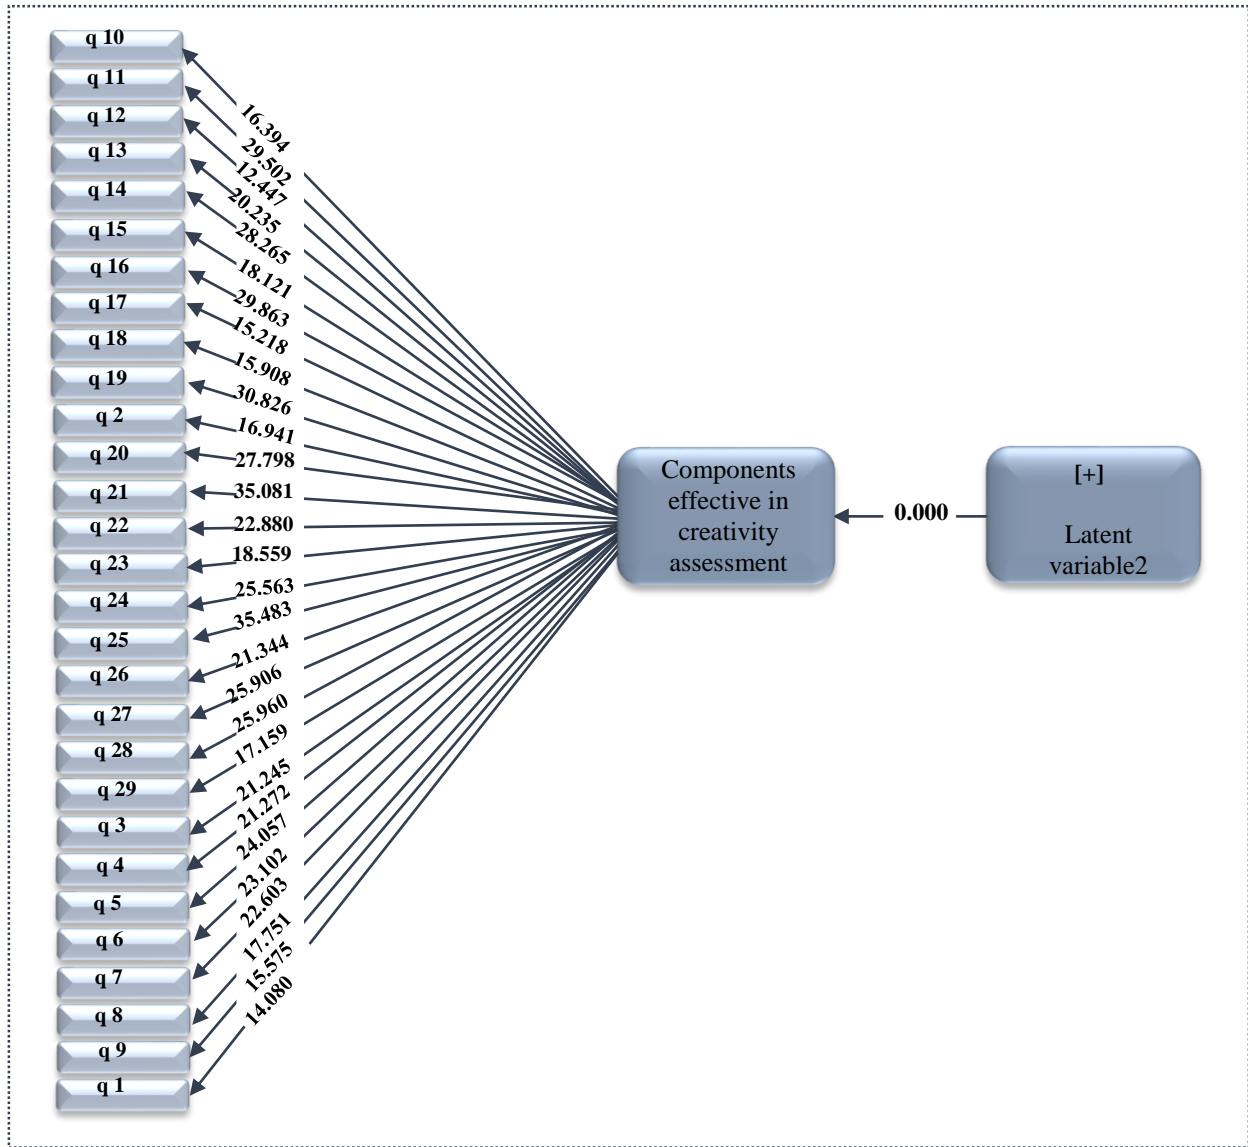 q 10
q 11
q 12
q 13
q 14
q 15
q 16
q 17
q 18
q 19
q 2
q 20
q 21
q 22
q 23
q 24
q 25
q 26
q 27
q 28
q 29
q 3
q 4
q 5
q 6
q 7
q 8
q 9
q 1
16.394
29.502
12.447
20.235
28.265
18.121
29.863
15.218
15.908
30.826
16.941
27.798
35.081
22.880
18.559
25.563
35.483
21.344
25.906
25.960
17.159
21.245
21.272
24.057
23.102
22.603
17.751
15.575
14.080
Components
effective in
creativity
assessment
0.000
[+]
Latent
variable2